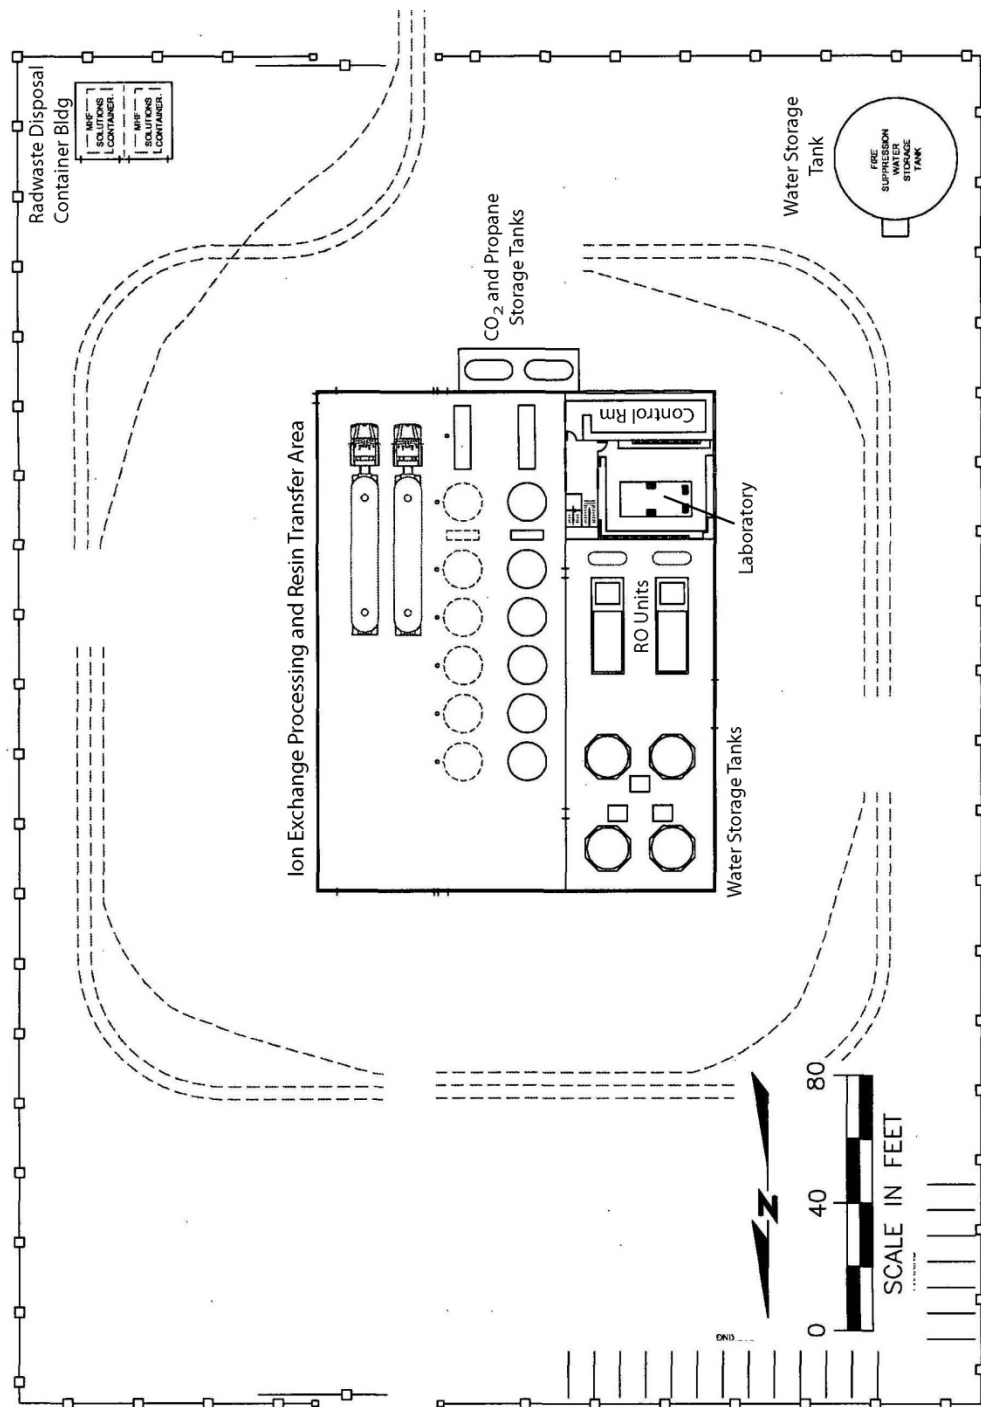 Radwaste Disposal
Container Bldg
MHF
SOLUTIONS
CONTAINER.
MHF
SOLUTIONS
CONTAINER.
Water Storage
Tank
FIRE
SUPPRESSION
WATER
STORAGE
TANK
CO2 and Propane
Storage Tanks
Ion Exchange Processing and Resin Transfer Area
Control Rm
Laboratory
RO Units
Water Storage Tanks
N
0
40
80
SCALE IN FEET